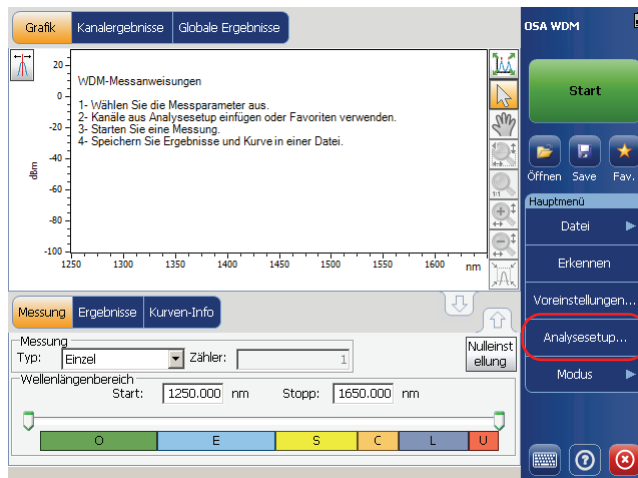 Grafik Kanalergebnisse Globale Ergebnisse
OSA WDM
WDM-Messanweisungen
1- Wählen Sie die Messparameter aus.
2- Kanäle aus Analysesetup einfügen oder Favoriten verwenden.
3- Starten Sie eine Messung.
4- Speichern Sie Ergebnisse und Kurve in einer Datei.
20
0
-20
-40
-60
-80
-100
dBm
1250 1300 1350 1400 1450 1500 1550 1600 nm
1:1
Start
Öffnen Save Fav.
Hauptmenü
Datei
Erkennen
Voreinstellungen...
Analysesetup...
Modus
Messung Ergebnisse Kurven-Info
Messung
Typ: Einzel Zähler: 1
Nulleinst
ellung
Wellenlängenbereich
Start: 1250.000 nm Stopp: 1650.000 nm
O E S C L U